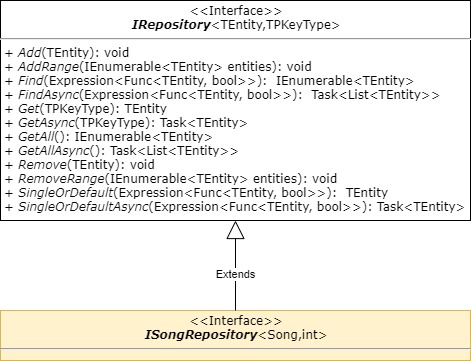 <<Interface>>
IRepository<TEntity,TPKeyType>
+ Add(TEntity): void
+ AddRange(IEnumerable<TEntity> entities): void
+ Find(Expression<Func<TEntity, bool>>): IEnumerable<TEntity>
+ FindAsync(Expression<Func<TEntity, bool>>): Task<List<TEntity>>
+ Get(TPKeyType): TEntity
+ GetAsync(TPKeyType): Task<TEntity>
+ GetAll(): IEnumerable<TEntity>
+ GetAllAsync(): Task<List<TEntity>>
+ Remove(TEntity): void
+ RemoveRange(IEnumerable<TEntity> entities): void
+ SingleOrDefault(Expression<Func<TEntity, bool>>): TEntity
+ SingleOrDefaultAsync(Expression<Func<TEntity, bool>>): Task<TEntity>
Extends
<<Interface>>
ISongRepository<Song,int>